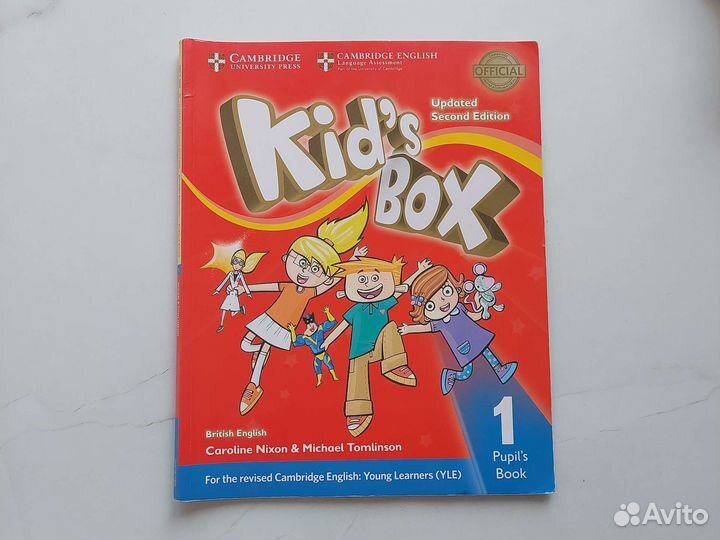 CAMBRIDGE
UNIVERSITY PRESS
CAMBRIDGE ENGLISH
Language Assessment
Part of the University of Cambridge
OFFICIAL
Updated
Second Edition
Kid's
BOX
British English
Caroline Nixon & Michael Tomlinson
1
Pupil's
Book
For the revised Cambridge English: Young Learners (YLE)
Avito